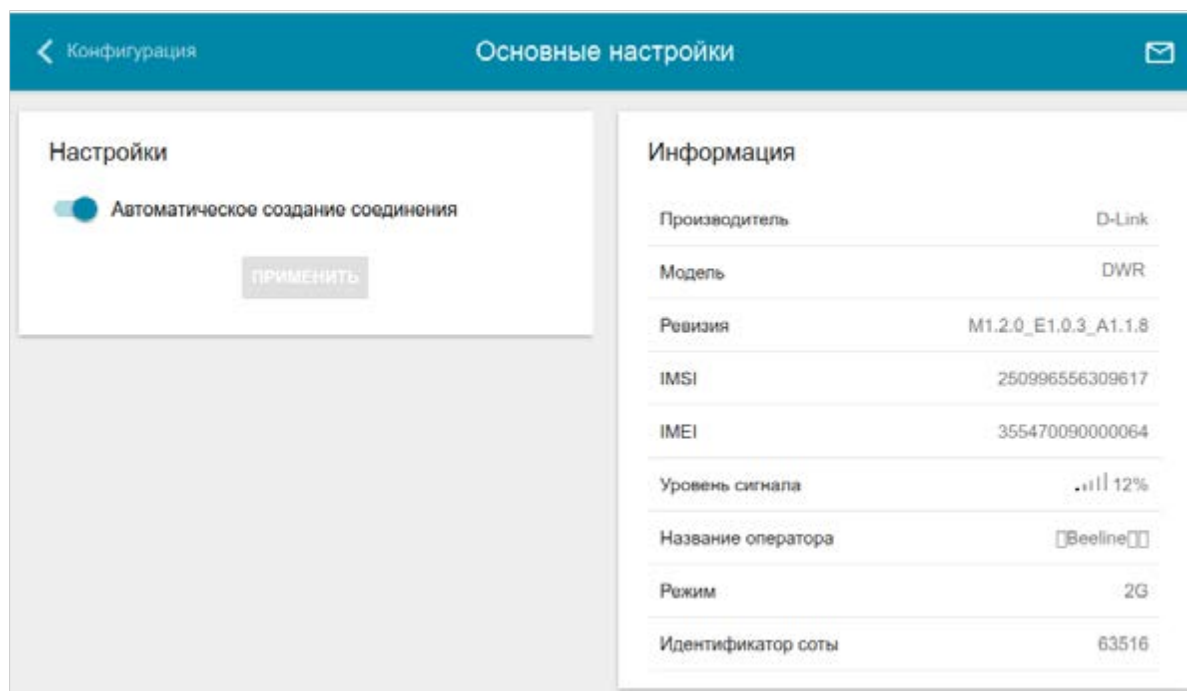 Конфигурация
Основные настройки
Настройки
Автоматическое создание соединения
ПРИМЕНИТЬ
Информация
Производитель D-Link
Модель DWR
Ревизия M1.2.0_E1.0.3_A1.1.8
IMSI 250996556309617
IMEI 355470090000064
Уровень сигнала 12%
Название оператора ▯Beeline▯▯
Режим 2G
Идентификатор соты 63516